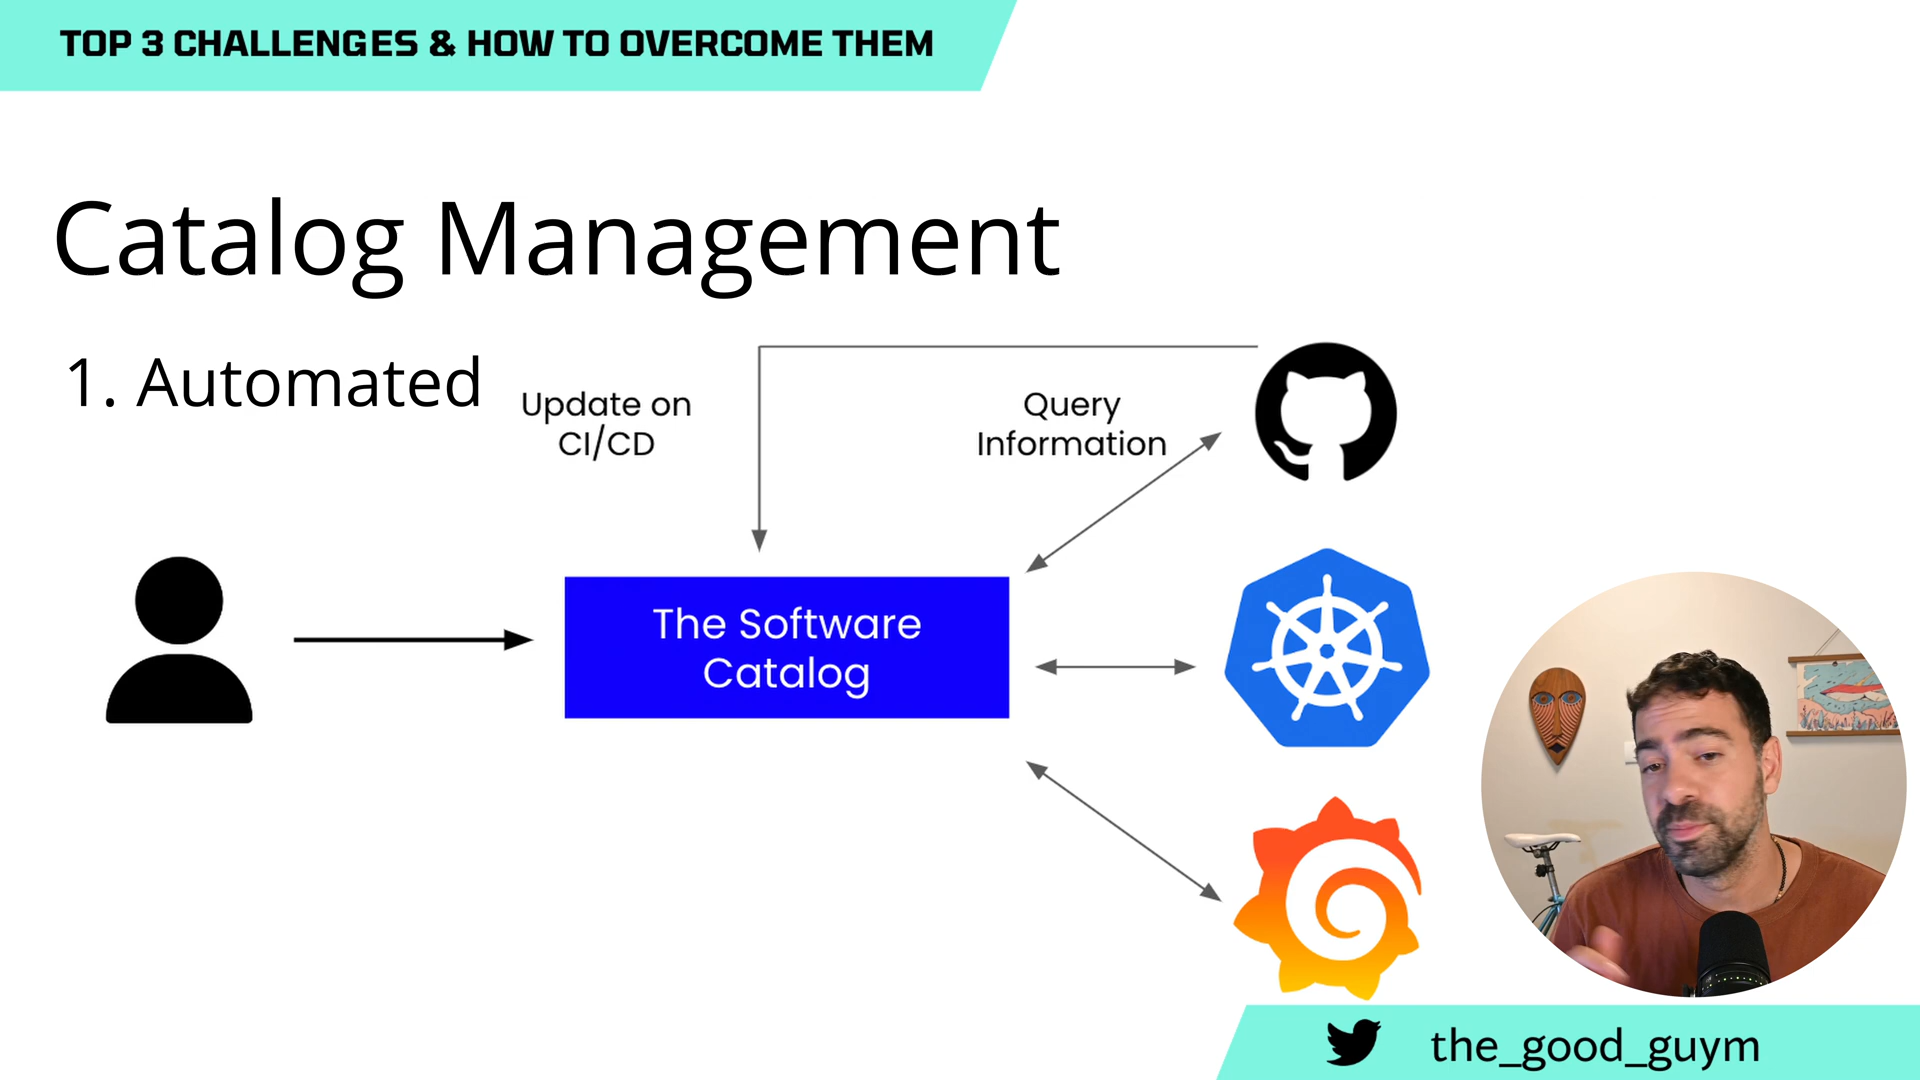 TOP 3 CHALLENGES & HOW TO OVERCOME THEM
Catalog Management
1. Automated
Update on
CI/CD
Query
Information
The Software
Catalog
the_good_guym